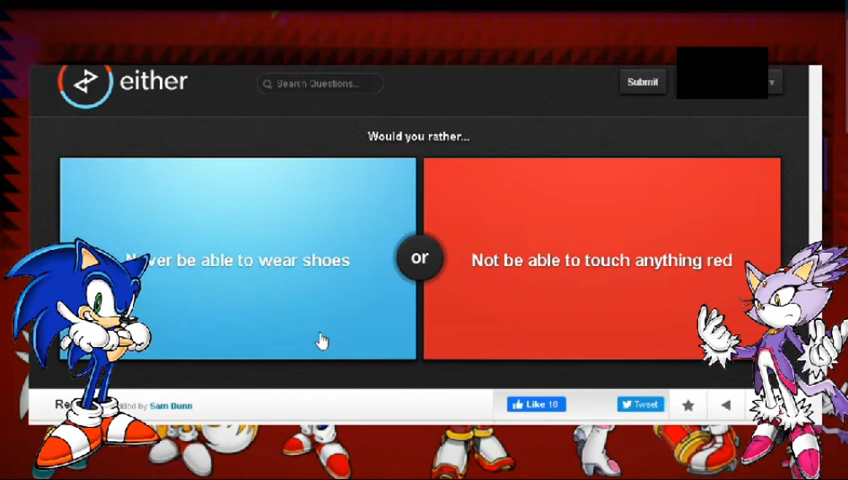 either
Search Questions...
Submit
Would you rather...
Never be able to wear shoes
or
Not be able to touch anything red
by Sam Bunn
Like 18
Tweet